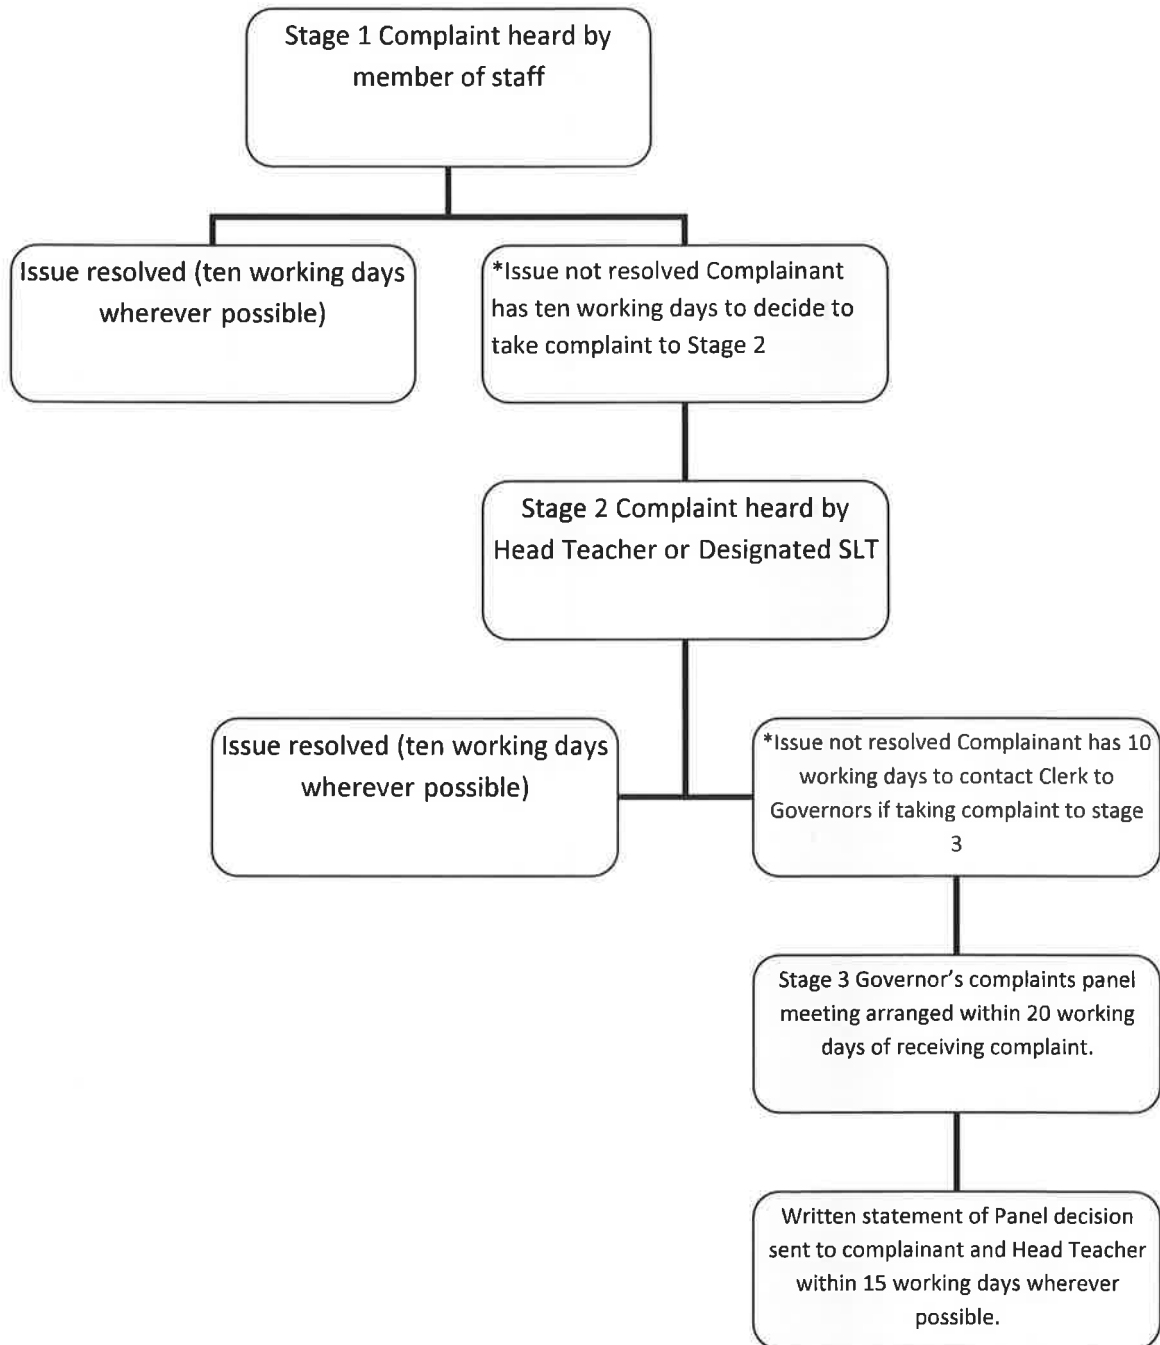 Stage 1 Complaint heard by
member of staff
Issue resolved (ten working days
wherever possible)
*Issue not resolved Complainant
has ten working days to decide to
take complaint to Stage 2
Stage 2 Complaint heard by
Head Teacher or Designated SLT
Issue resolved (ten working days
wherever possible)
*Issue not resolved Complainant has 10
working days to contact Clerk to
Governors if taking complaint to stage
3
Stage 3 Governor’s complaints panel
meeting arranged within 20 working
days of receiving complaint.
Written statement of Panel decision
sent to complainant and Head Teacher
within 15 working days wherever
possible.